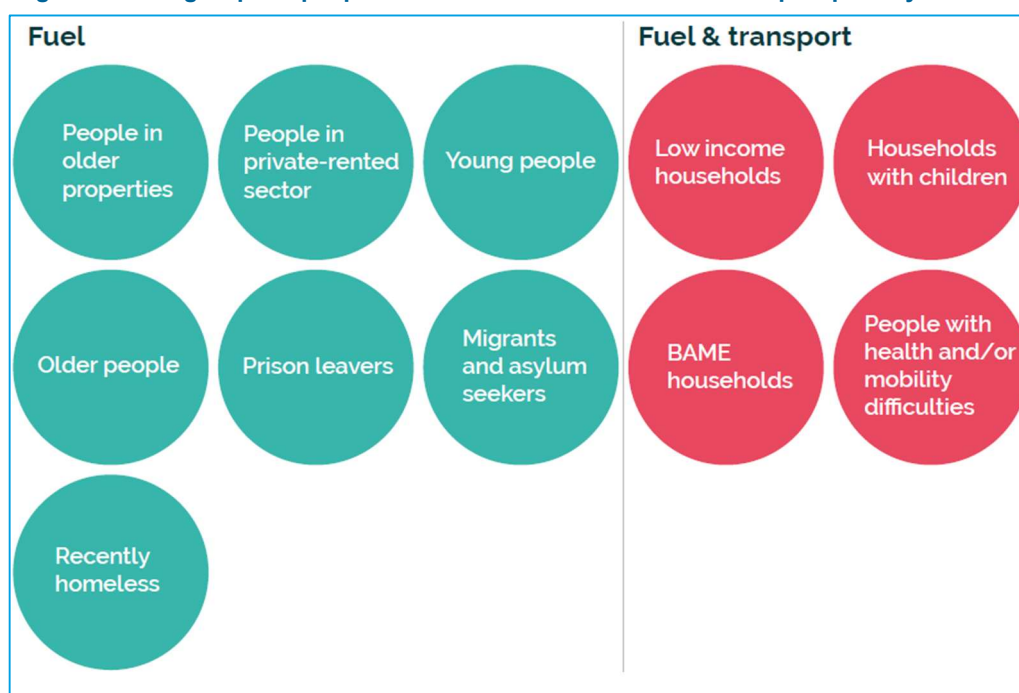 Fuel
Fuel & transport
People in
older
properties
People in
private-rented
sector
Young people
Low income
households
Households
with children
Older people
Prison leavers
Migrants
and asylum
seekers
BAME
households
People with
health and/or
mobility
difficulties
Recently
homeless